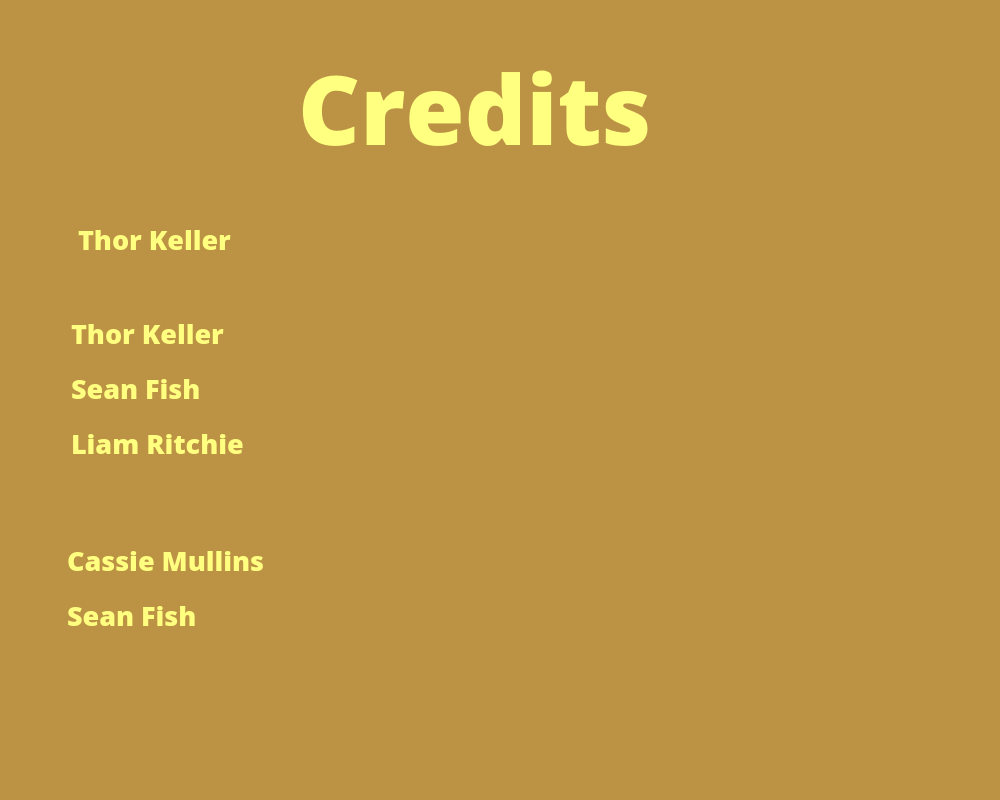 Credits
Thor Keller
Thor Keller
Sean Fish
Liam Ritchie
Cassie Mullins
Sean Fish